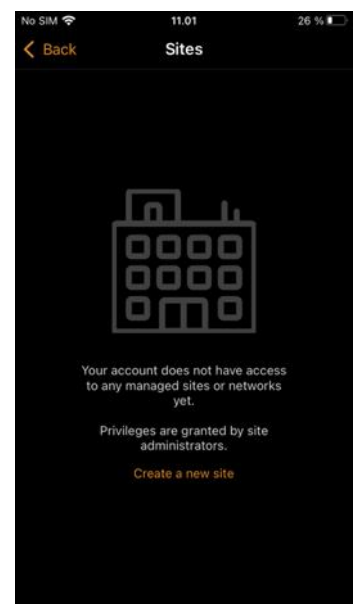 No SIM 11.01 26 %
Back Sites
Your account does not have access
to any managed sites or networks
yet.
Privileges are granted by site
administrators.
Create a new site